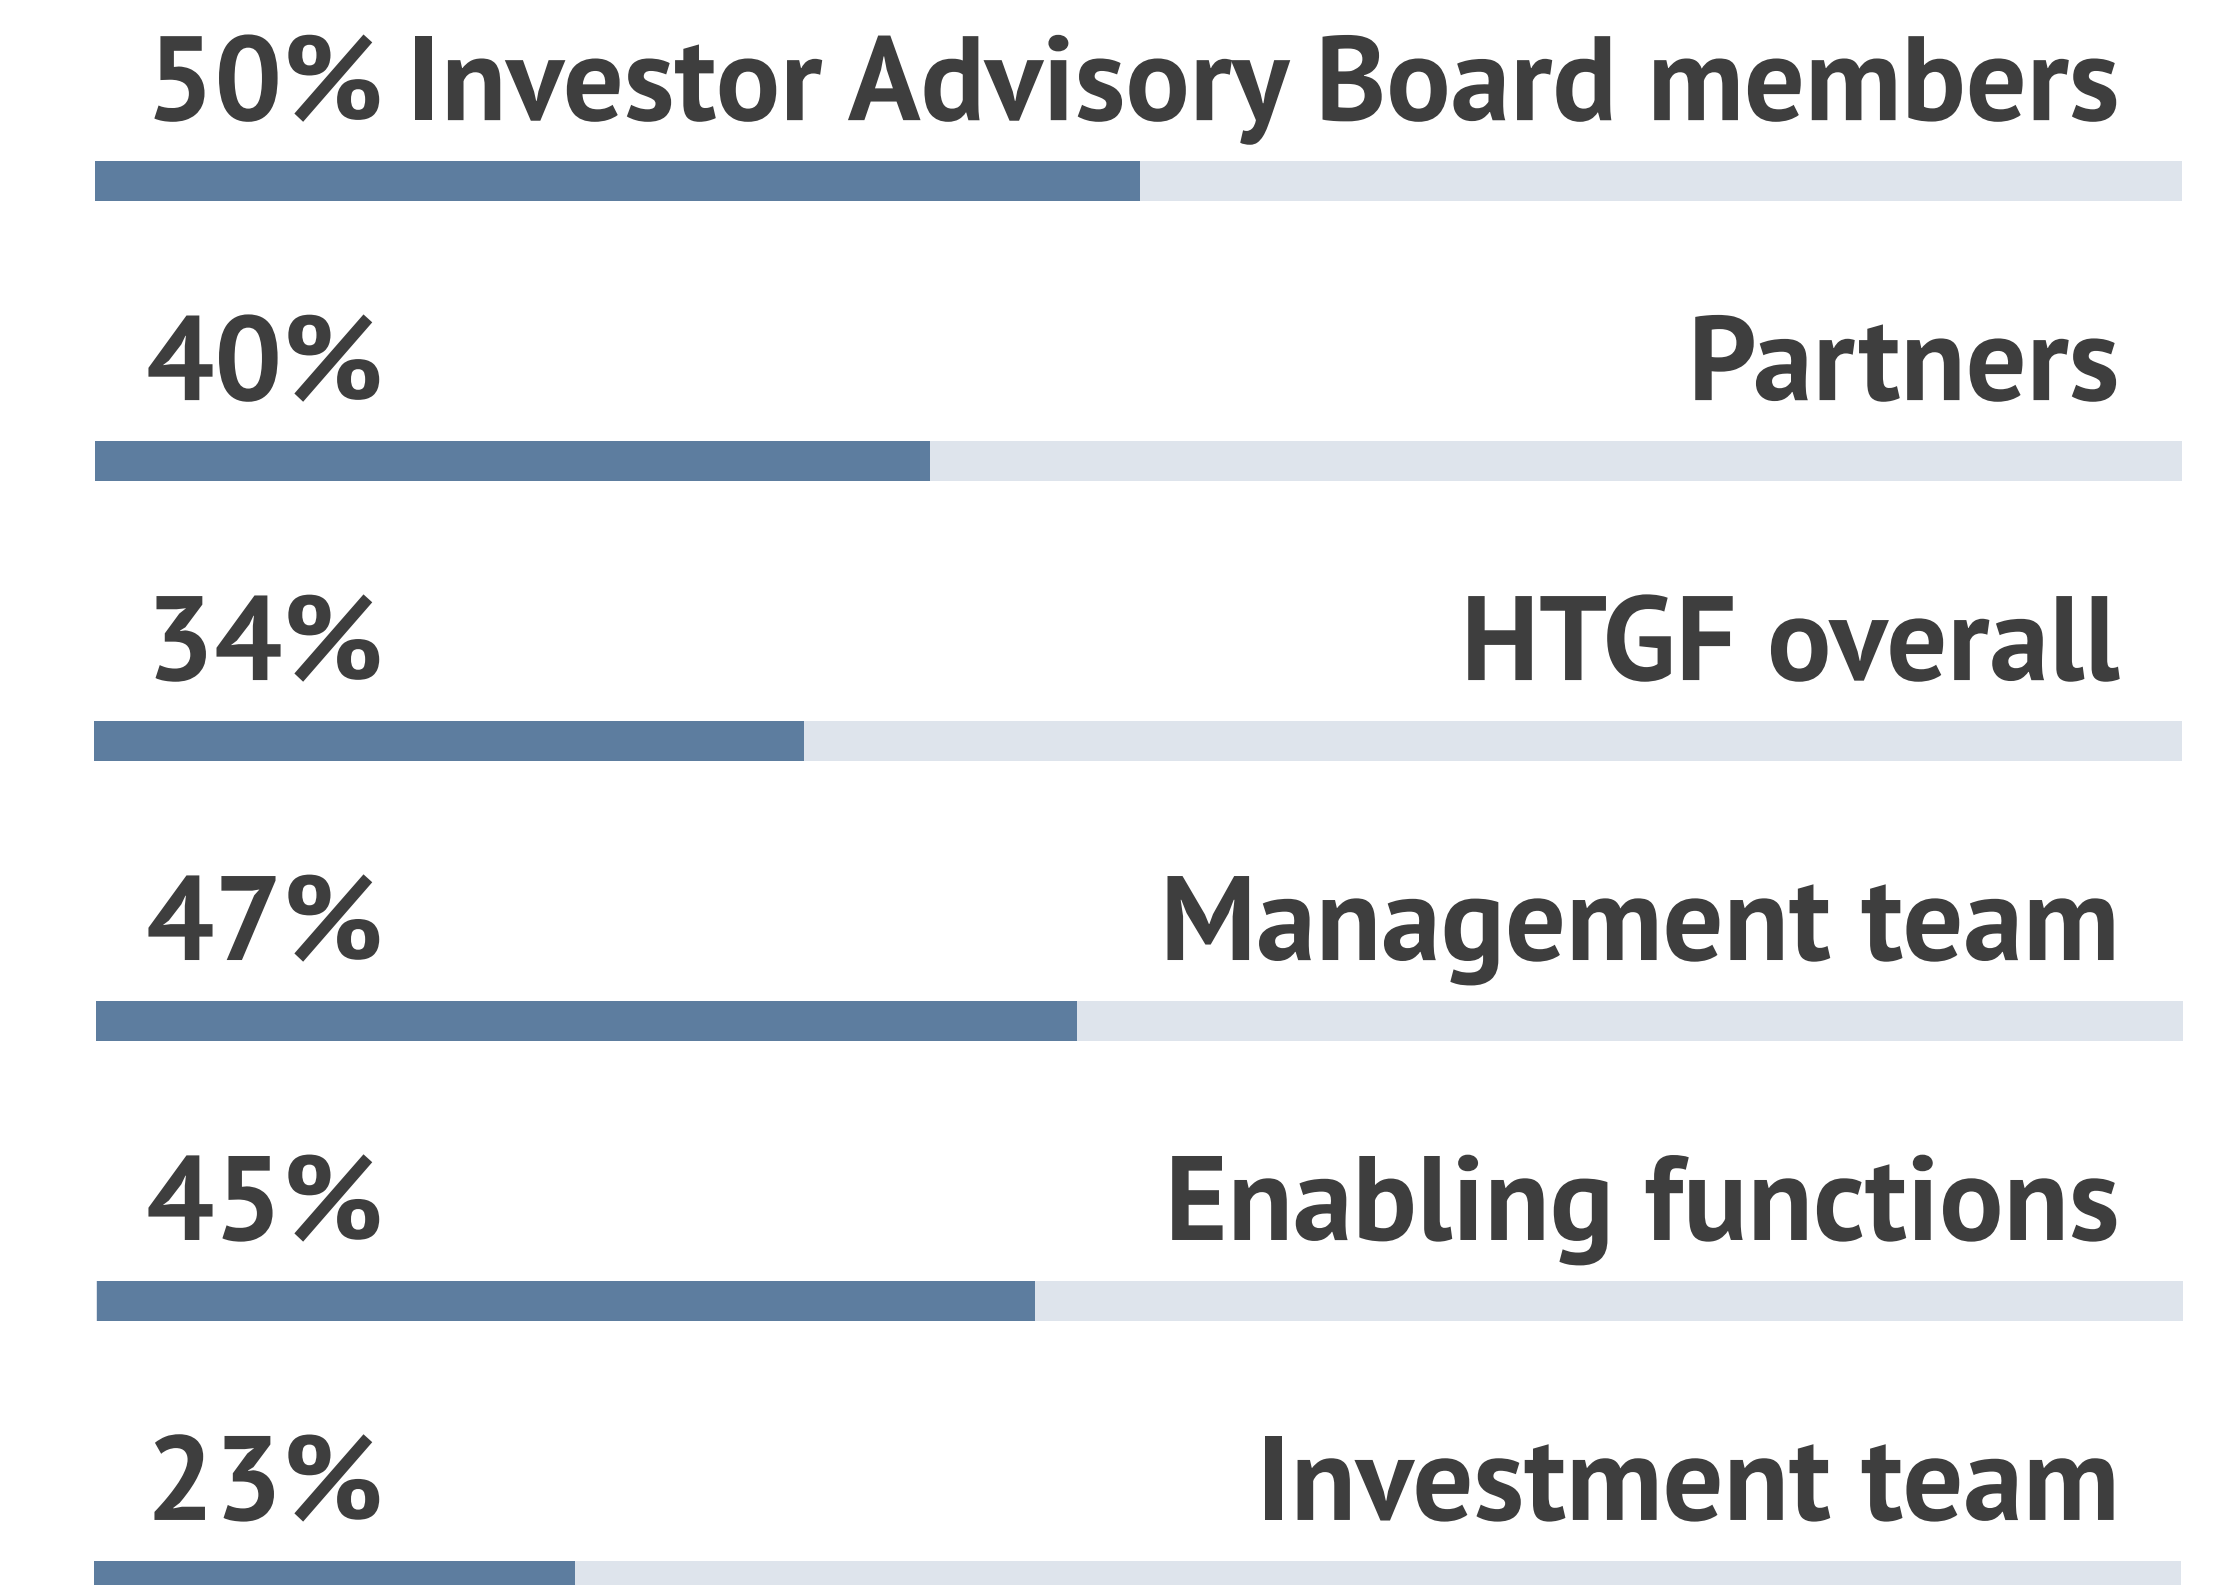 50% Investor Advisory Board members
40% Partners
34% HTGF overall
47% Management team
45% Enabling functions
23% Investment team